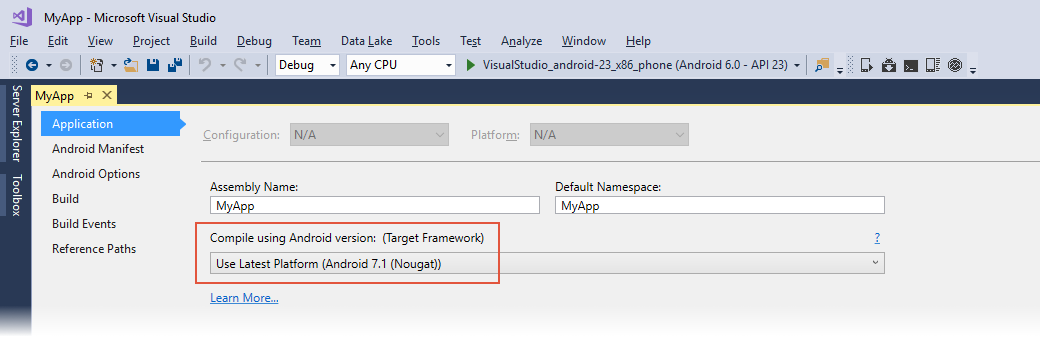 MyApp - Microsoft Visual Studio
File Edit View Project Build Debug Team Data Lake Tools Test Analyze Window Help
Debug Any CPU VisualStudio_android-23_x86_phone (Android 6.0 - API 23)
Server Explorer
Toolbox
MyApp
Application
Android Manifest
Android Options
Build
Build Events
Reference Paths
Configuration: N/A Platform: N/A
Assembly Name: Default Namespace:
MyApp MyApp
Compile using Android version: (Target Framework) ?
Use Latest Platform (Android 7.1 (Nougat))
Learn More...